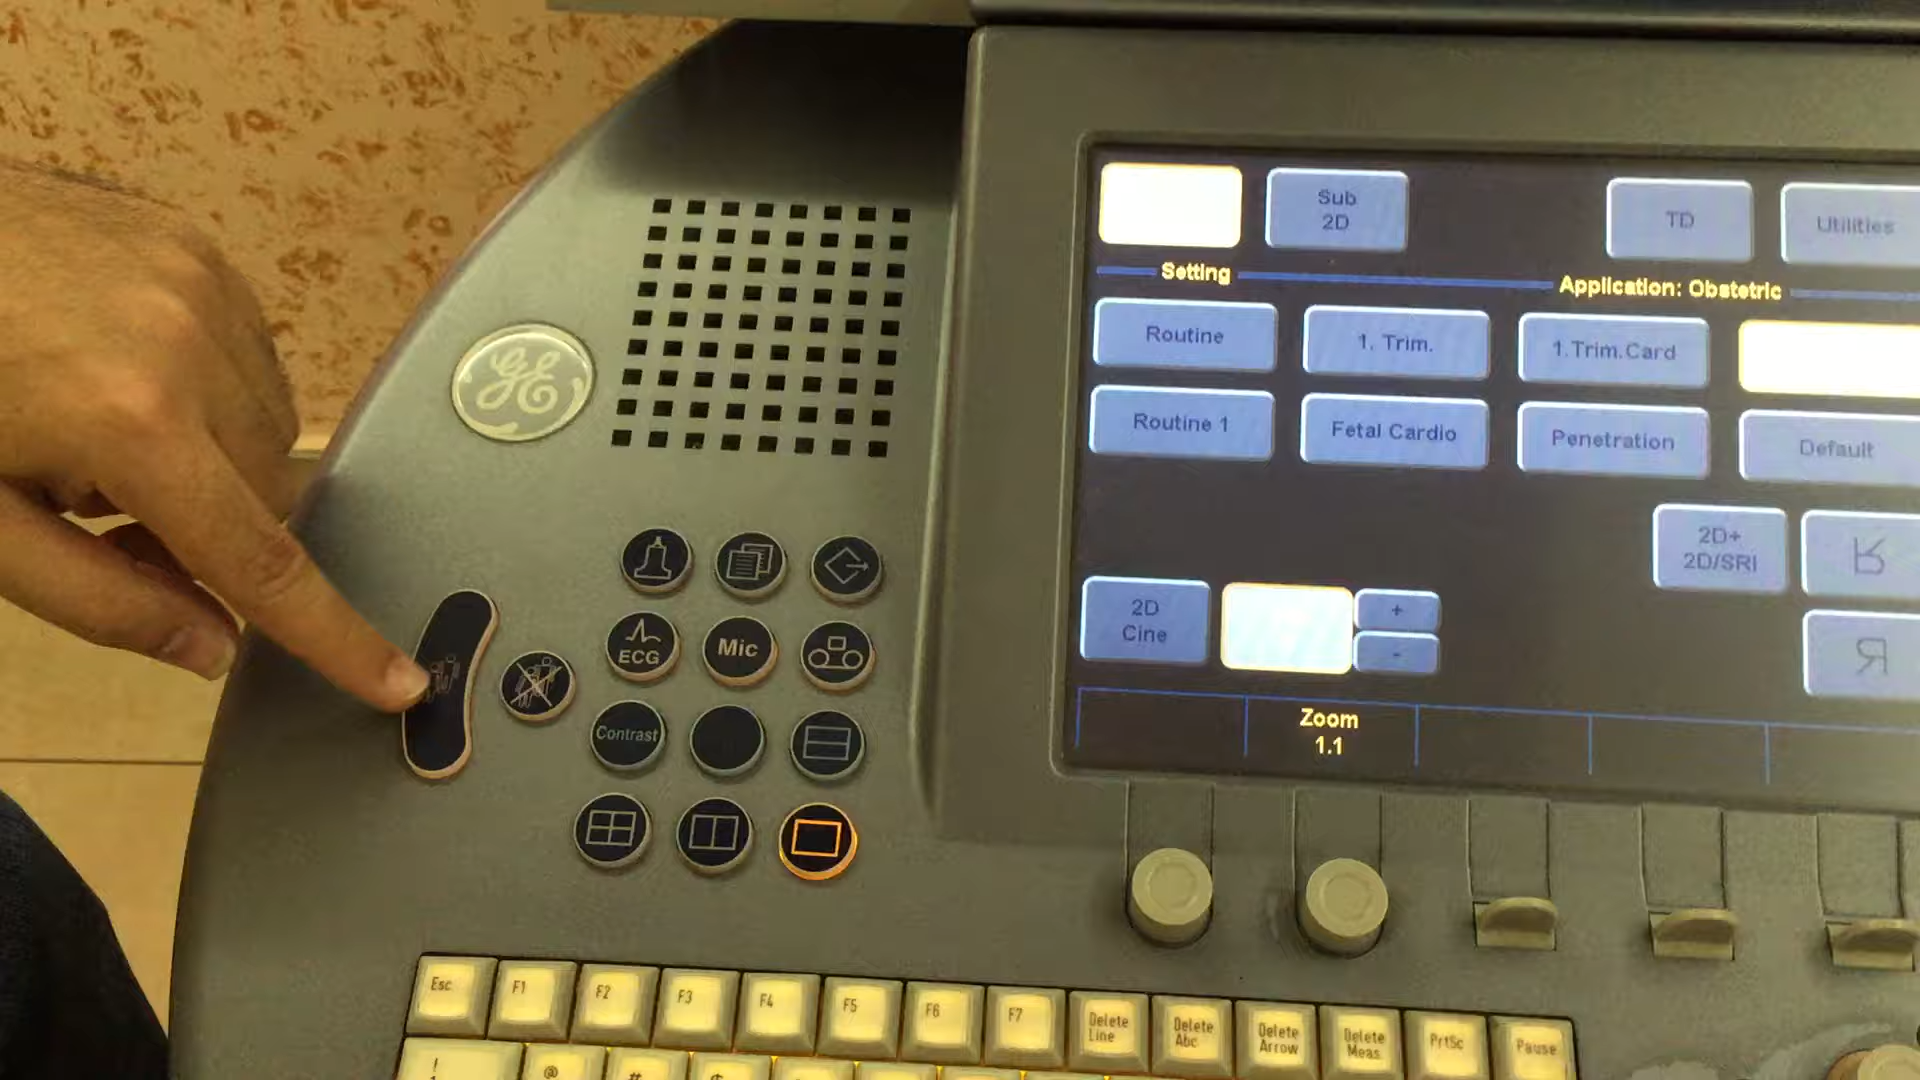 Sub
2D
TD
Utilities
Setting
Application: Obstetric
Routine
1. Trim.
1.Trim.Card
Routine 1
Fetal Cardio
Penetration
Default
2D+
2D/SRI
R
R
2D
Cine
+
-
Zoom
1.1
GE
ECG
Mic
Contrast
Esc
F1
F2
F3
F4
F5
F6
F7
Delete
Line
Delete
Abc
Delete
Arrow
Delete
Meas.
PrtSc
Pause
!
@
#
$